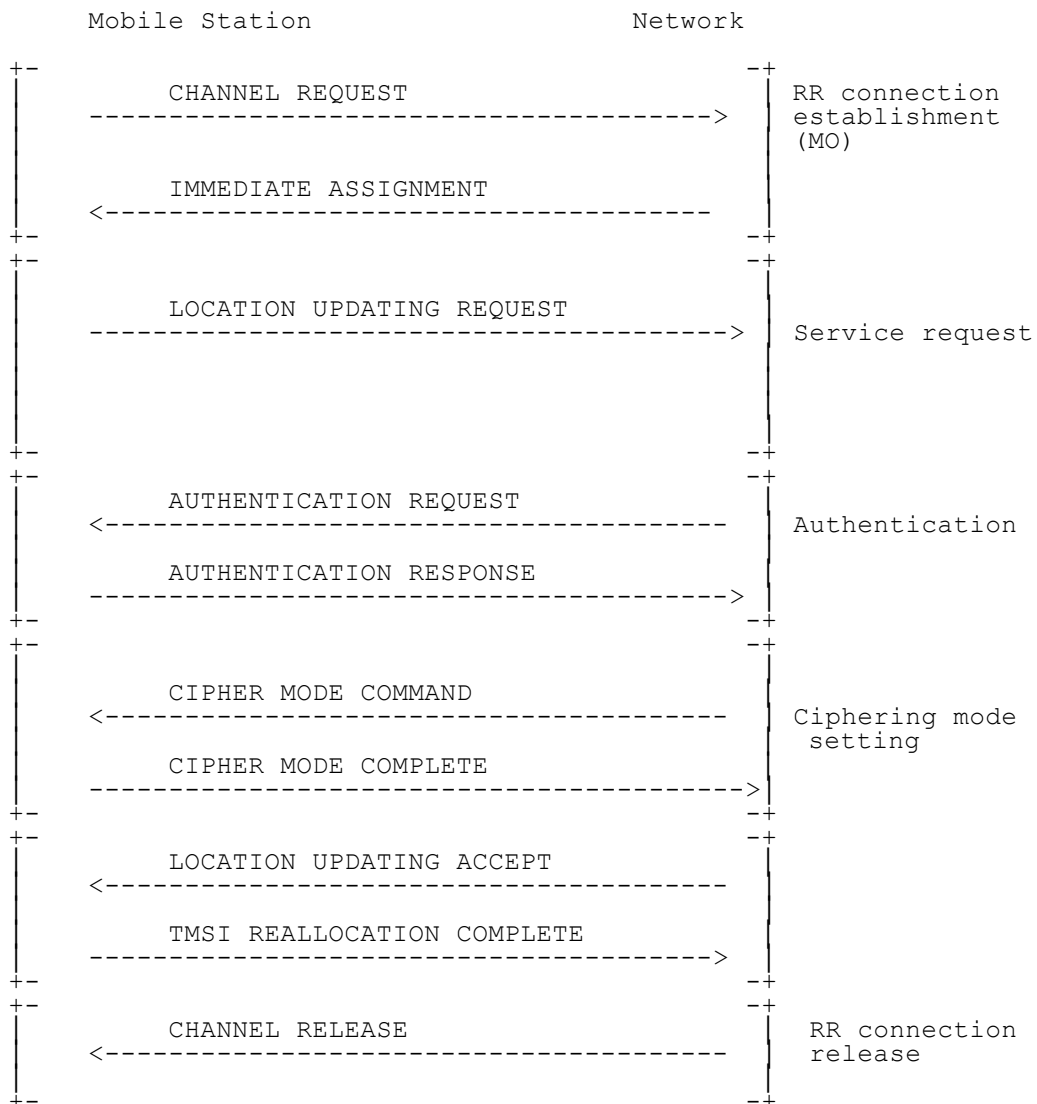 Mobile Station Network
CHANNEL REQUEST
RR connection
establishment
(MO)
IMMEDIATE ASSIGNMENT
LOCATION UPDATING REQUEST
Service request
AUTHENTICATION REQUEST
Authentication
AUTHENTICATION RESPONSE
CIPHER MODE COMMAND
Ciphering mode
setting
CIPHER MODE COMPLETE
LOCATION UPDATING ACCEPT
TMSI REALLOCATION COMPLETE
CHANNEL RELEASE
RR connection
release